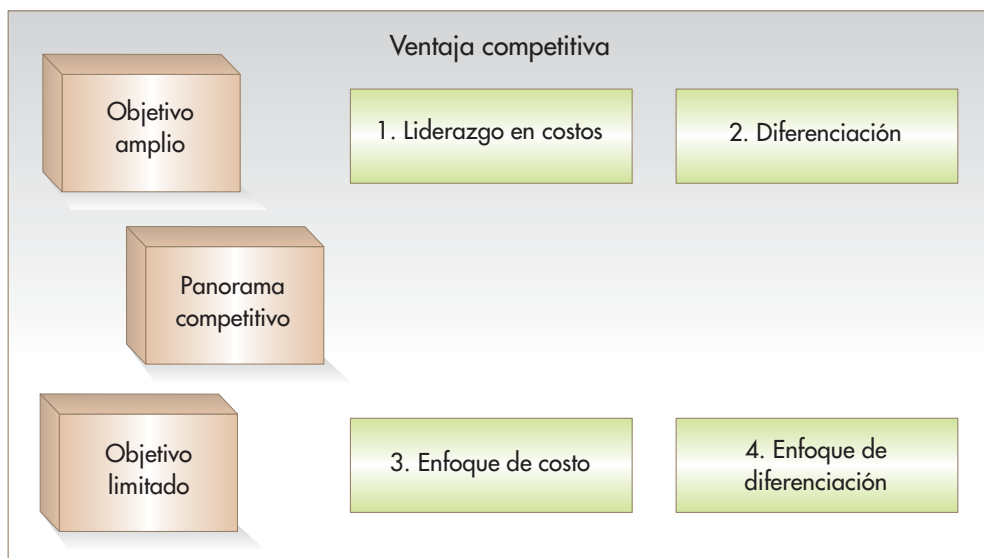 Ventaja competitiva
Objetivo
amplio
1. Liderazgo en costos
2. Diferenciación
Panorama
competitivo
Objetivo
limitado
3. Enfoque de costo
4. Enfoque de
diferenciación